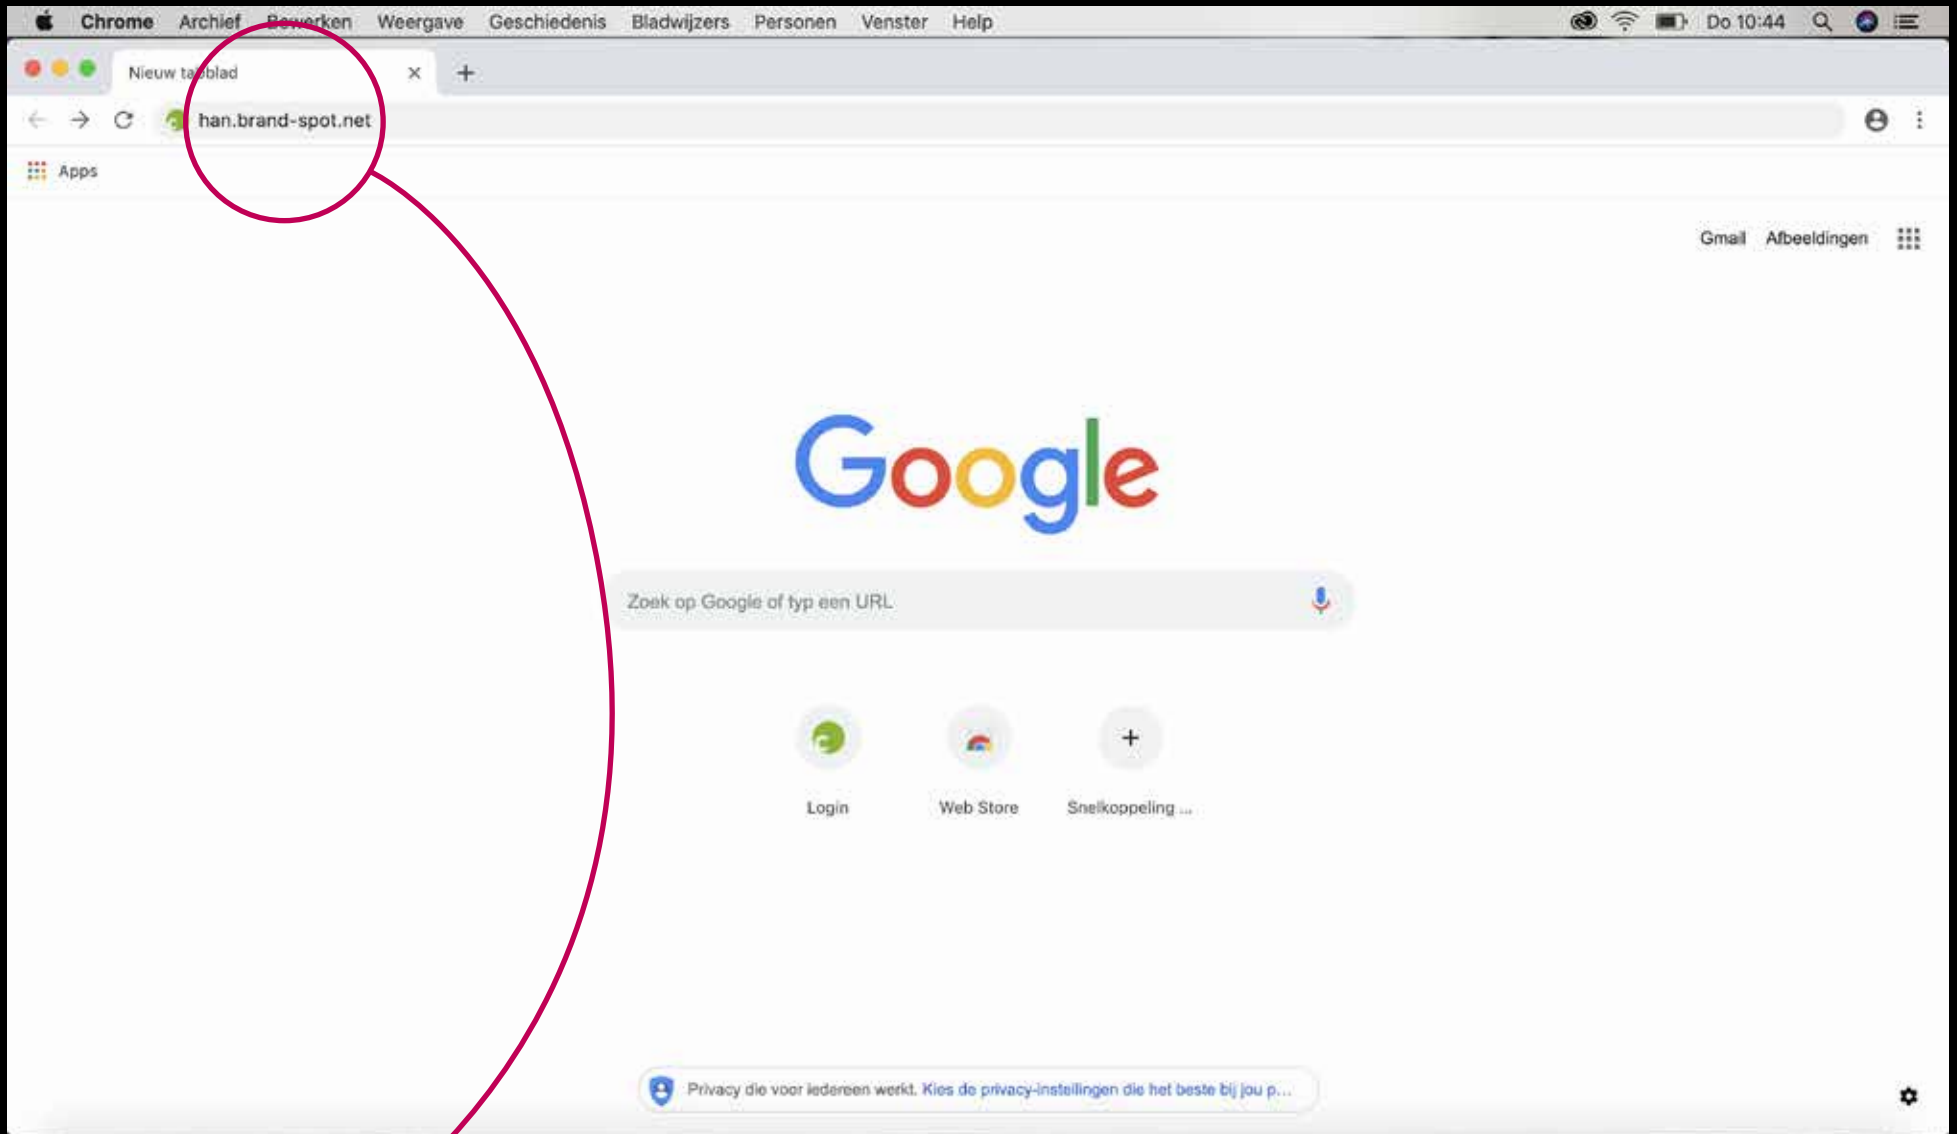 Chrome Archief Bewerken Weergave Geschiedenis Bladwijzers Personen Venster Help Do 10:44
Nieuw tabblad
han.brand-spot.net
Apps
Gmail Afbeeldingen
Google
Zoek op Google of typ een URL
Login Web Store Snelkoppeling ...
Privacy die voor iedereen werkt. Kies de privacy-instellingen die het beste bij jou p...